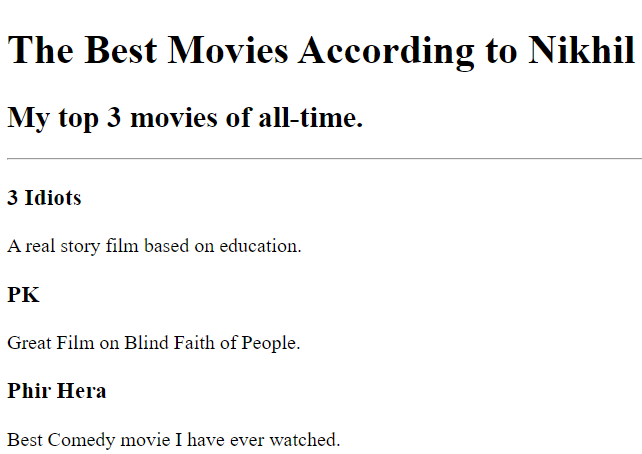 The Best Movies According to Nikhil
My top 3 movies of all-time.
3 Idiots
A real story film based on education.
PK
Great Film on Blind Faith of People.
Phir Hera
Best Comedy movie I have ever watched.